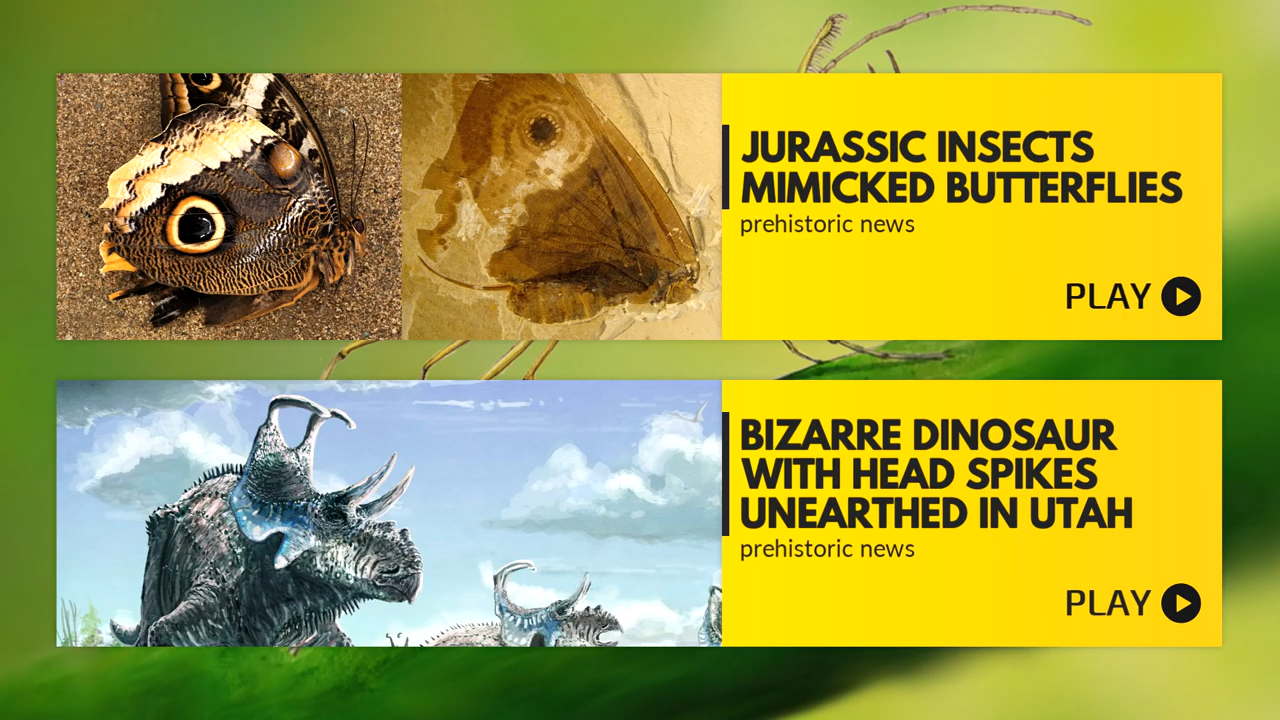 JURASSIC INSECTS
MIMICKED BUTTERFLIES
prehistoric news
PLAY
BIZARRE DINOSAUR
WITH HEAD SPIKES
UNEARTHED IN UTAH
prehistoric news
PLAY